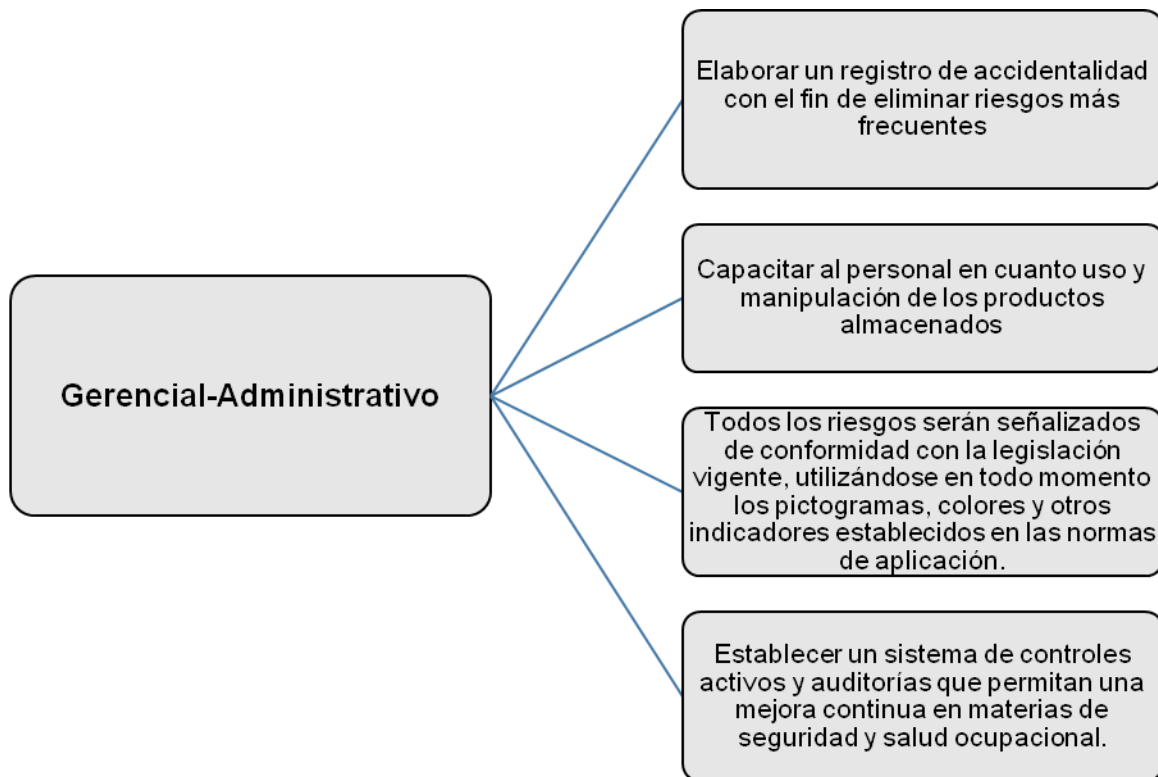 Elaborar un registro de accidentalidad
con el fin de eliminar riesgos más
frecuentes
Capacitar al personal en cuanto uso y
manipulación de los productos
almacenados
Gerencial-Administrativo
Todos los riesgos serán señalizados
de conformidad con la legislación
vigente, utilizándose en todo momento
los pictogramas, colores y otros
indicadores establecidos en las normas
de aplicación.
Establecer un sistema de controles
activos y auditorías que permitan una
mejora continua en materias de
seguridad y salud ocupacional.